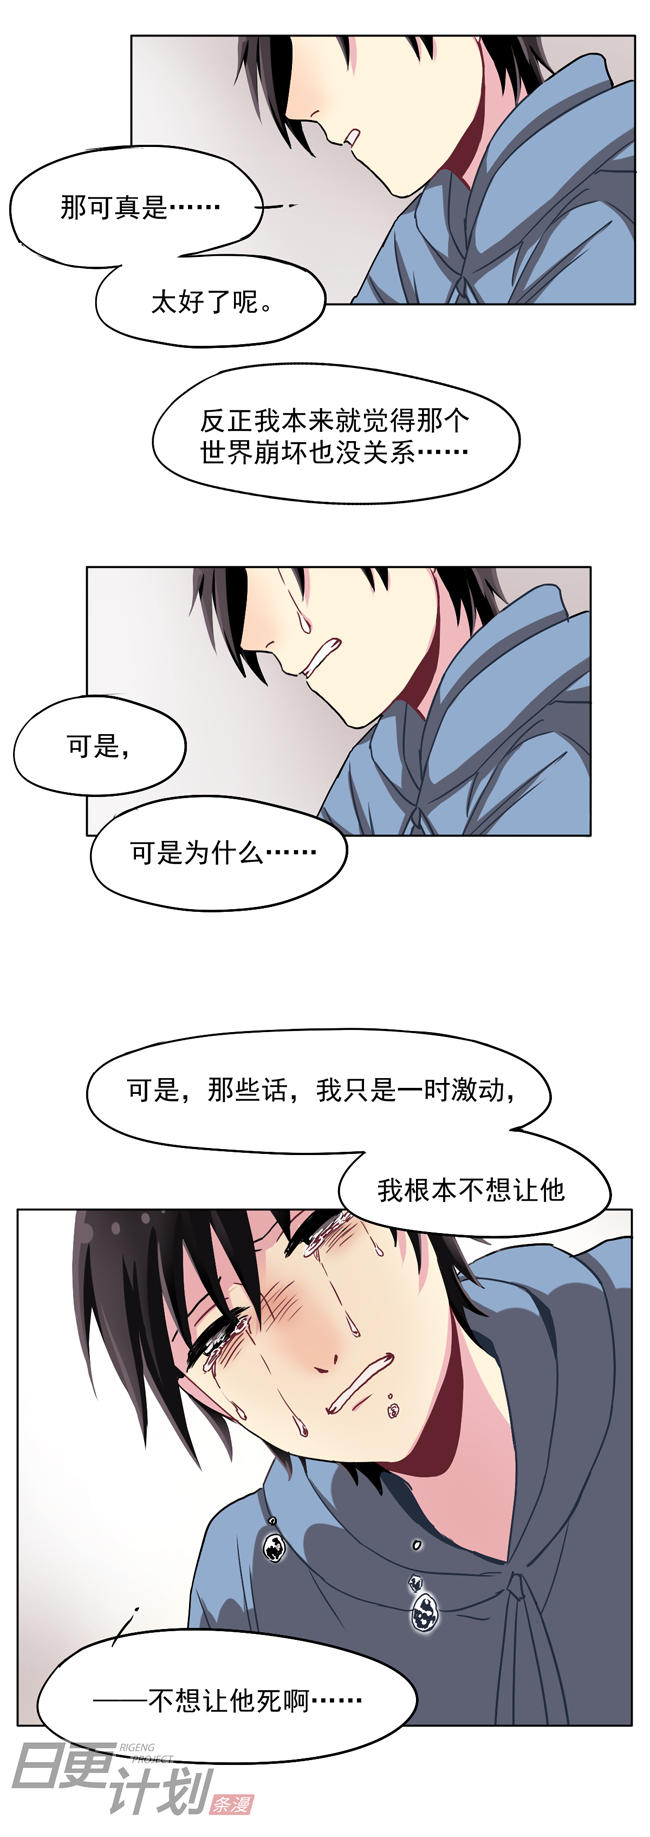 那可真是……
太好了呢。
反正我本来就觉得那个
世界崩坏也没关系……
可是,
可是为什么……
可是，那些话，我只是一时激动,
我根本不想让他
——不想让他死啊……
日更
RIGENG
PROJECT
计划
条漫